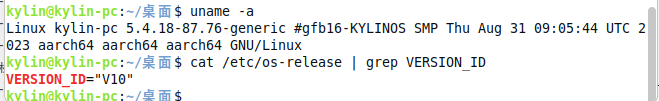 kylin@kylin-pc:~/桌面$ uname -a
Linux kylin-pc 5.4.18-87.76-generic #gfb16-KYLINOS SMP Thu Aug 31 09:05:44 UTC 2
023 aarch64 aarch64 aarch64 GNU/Linux
kylin@kylin-pc:~/桌面$ cat /etc/os-release | grep VERSION_ID
VERSION_ID="V10"
kylin@kylin-pc:~/桌面$